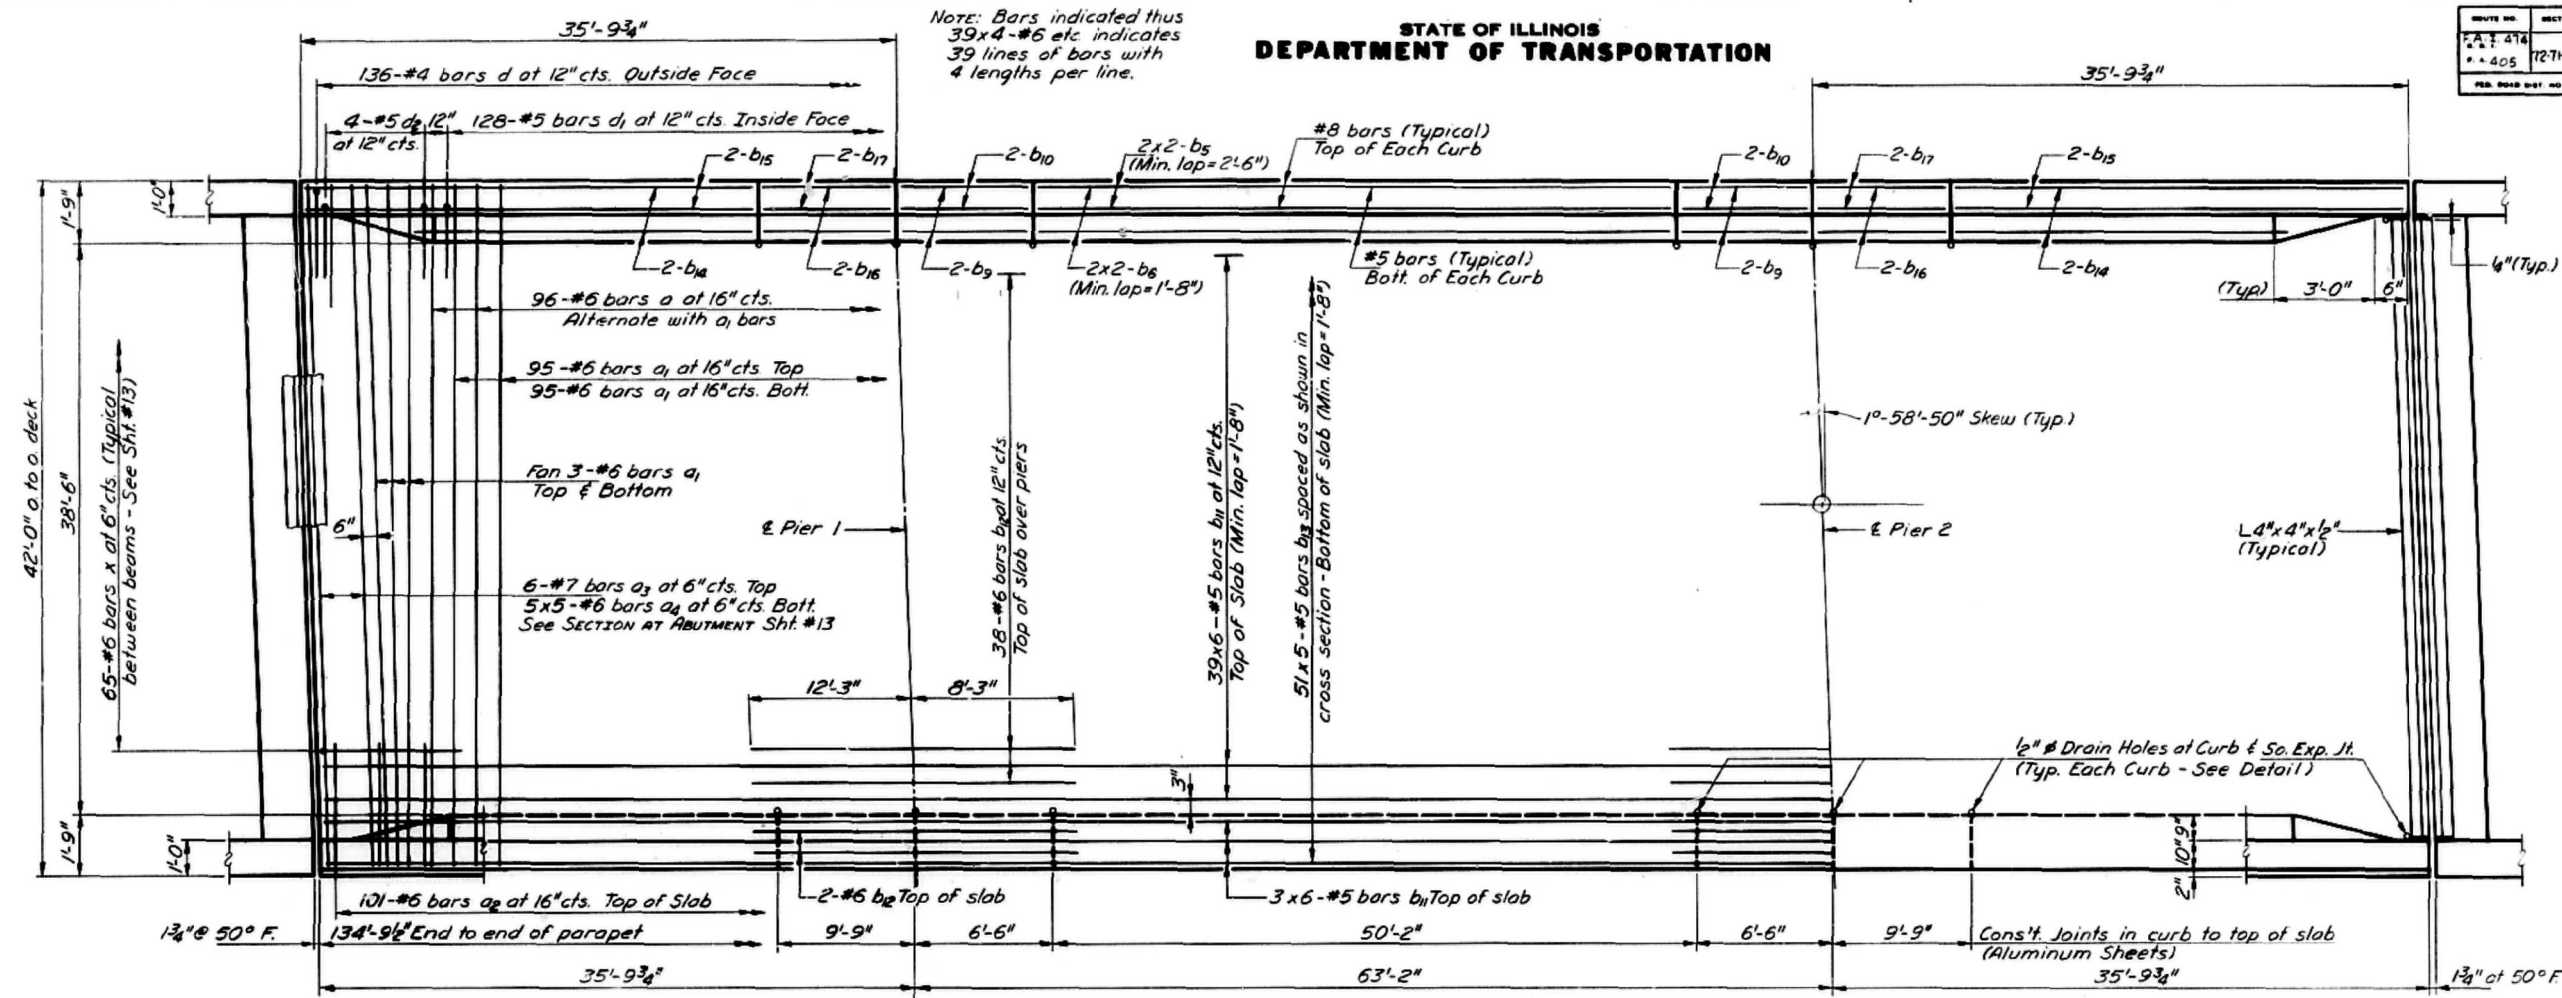 STATE OF ILLINOIS
DEPARTMENT OF TRANSPORTATION
NOTE: Bars indicated thus
39x4-#6 etc indicates
39 lines of bars with
4 lengths per line.
ROUTE NO.
F.A.I. 474
F.A. 405
FED. ROAD DIST. NO.
35'-9¾"
35'-9¾"
136-#4 bars d at 12" cts. Outside Face
4-#5 d₂ 12" 128-#5 bars d₁ at 12" cts. Inside Face
at 12" cts.
2-b₁₅
2-b₁₇
2-b₁₀
2x2-b₅
(Min. lap=2'-6")
#8 bars (Typical)
Top of Each Curb
2-b₁₀
2-b₁₇
2-b₁₅
1'-9"
1'-0"
2-b₁₄
2-b₁₆
2-b₉
2x2-b₆
(Min. lap=1'-8")
#5 bars (Typical)
Bott. of Each Curb
2-b₉
2-b₁₆
2-b₁₄
¼" (Typ.)
(Typ.) 3'-0" 6"
96-#6 bars a at 16" cts.
Alternate with a₁ bars
95-#6 bars a₁ at 16" cts. Top
95-#6 bars a₁ at 16" cts. Bott.
42'-0" o. to o. deck
38'-6"
65-#6 bars x at 6" cts. (Typical
between beams - See Sht. #13)
Fan 3-#6 bars a₁
Top & Bottom
6"
℄ Pier 1
38-#6 bars b₁₂ at 12" cts.
Top of slab over piers
39x6-#5 bars b₁₁ at 12" cts.
Top of Slab (Min. lap=1'-8")
51x5-#5 bars b₁₃ spaced as shown in
cross section-Bottom of slab (Min. lap=1'-8")
1°-58'-50" Skew (Typ.)
℄ Pier 2
L4"x4"x½"
(Typical)
6-#7 bars a₃ at 6" cts. Top
5x5-#6 bars a₄ at 6" cts. Bott.
See SECTION AT ABUTMENT Sht. #13
12'-3"
8'-3"
3"
½" ø Drain Holes at Curb & So. Exp. Jt.
(Typ. Each Curb - See Detail)
1'-9"
1'-0"
9"
10"
2"
101-#6 bars a₂ at 16" cts. Top of Slab
2-#6 b₁₂ Top of slab
3x6-#5 bars b₁₁ Top of slab
1¾" @ 50° F.
134'-9½" End to end of parapet
9'-9"
6'-6"
50'-2"
6'-6"
9'-9"
Cons't. Joints in curb to top of slab
(Aluminum Sheets)
35'-9¾"
63'-2"
35'-9¾"
1¾" at 50° F.